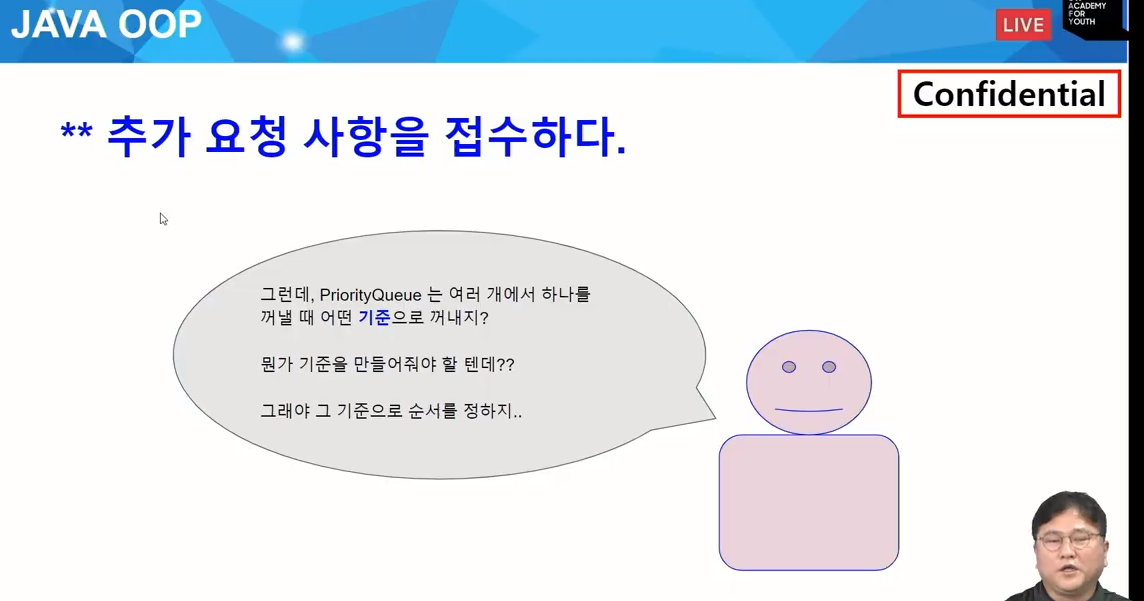 JAVA OOP
LIVE
ACADEMY
FOR
YOUTH
Confidential
** 추가 요청 사항을 접수하다.
그런데, PriorityQueue 는 여러 개에서 하나를
꺼낼 때 어떤 기준으로 꺼내지?
뭔가 기준을 만들어줘야 할 텐데??
그래야 그 기준으로 순서를 정하지..